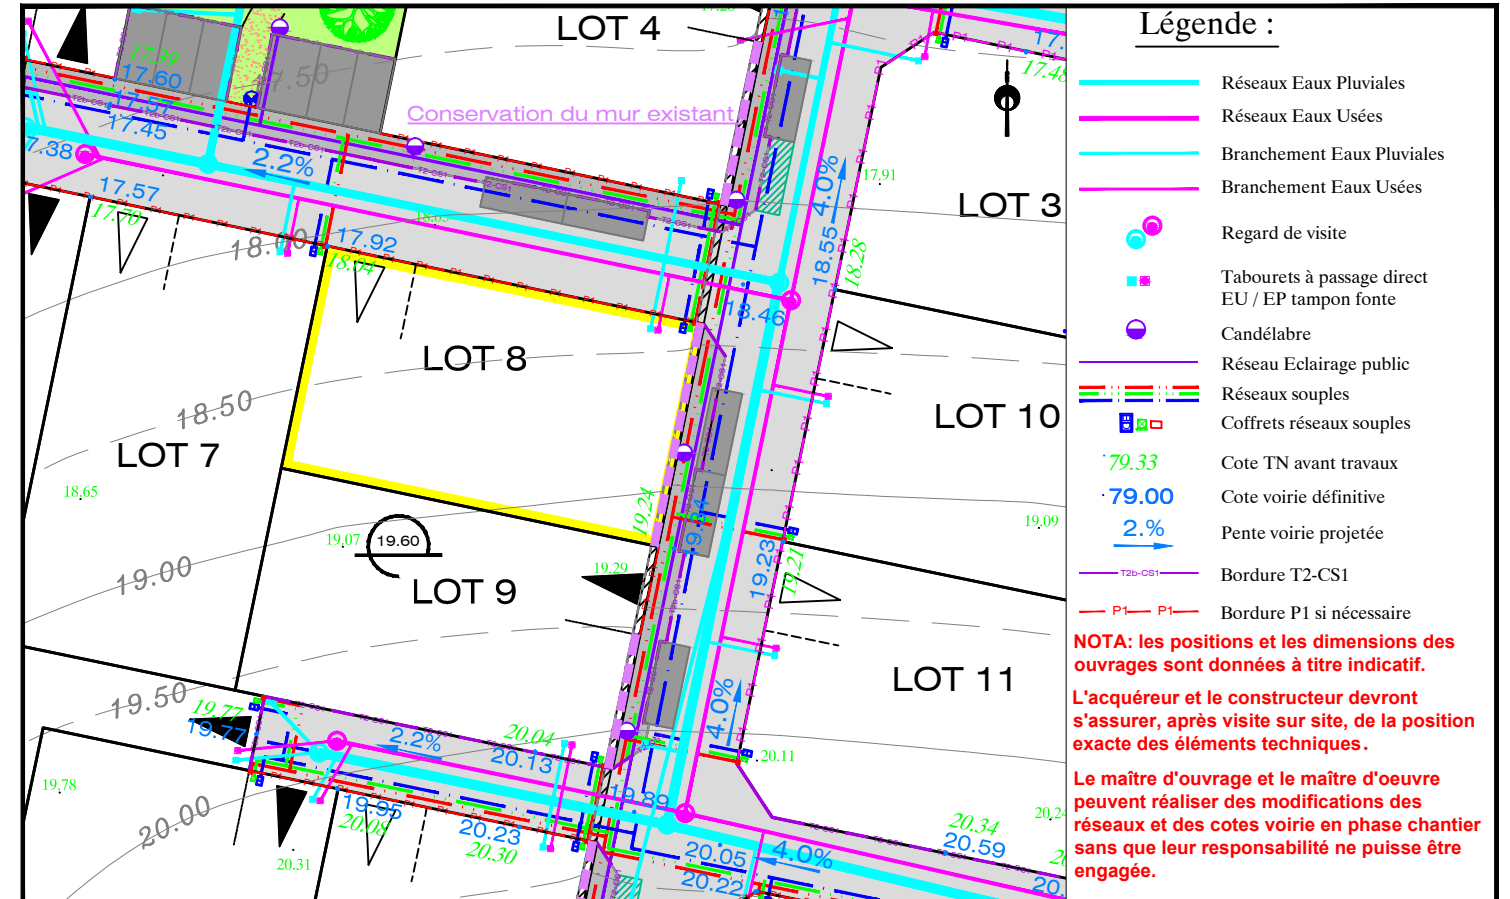 LOT 4
17.39
17.60
17.57
17.45
17.50
Conservation du mur existant
7.38
2.2%
17.57
17.70
18.00
17.92
18.04
18.05
4.0%
17.91
17.48
LOT 3
18.55
18.28
18.46
LOT 8
18.50
LOT 7
18.65
LOT 10
19.09
19.24
19.23
19.21
19.07
19.60
19.00
19.29
LOT 9
LOT 11
19.50
19.77
19.77
2.2%
20.04
20.13
4.0%
20.11
19.78
20.00
19.95
20.08
19.89
20.23
20.30
20.31
20.05
4.0%
20.22
20.34
20.59
20.24
Légende :
Réseaux Eaux Pluviales
Réseaux Eaux Usées
Branchement Eaux Pluviales
Branchement Eaux Usées
Regard de visite
Tabourets à passage direct
EU / EP tampon fonte
Candélabre
Réseau Eclairage public
Réseaux souples
Coffrets réseaux souples
79.33 Cote TN avant travaux
79.00 Cote voirie définitive
2.% Pente voirie projetée
T2b-CS1 Bordure T2-CS1
P1 P1 Bordure P1 si nécessaire
NOTA: les positions et les dimensions des
ouvrages sont données à titre indicatif.
L'acquéreur et le constructeur devront
s'assurer, après visite sur site, de la position
exacte des éléments techniques.
Le maître d'ouvrage et le maître d'oeuvre
peuvent réaliser des modifications des
réseaux et des cotes voirie en phase chantier
sans que leur responsabilité ne puisse être
engagée.